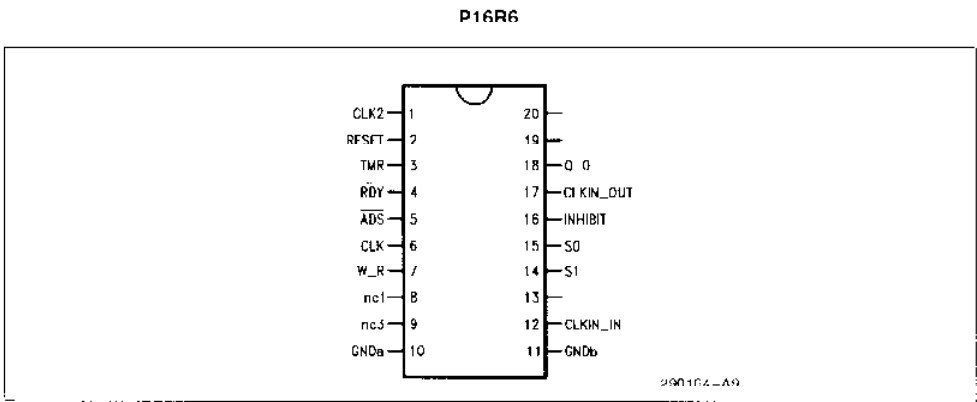 P16R6
CLK2 1 20
RESET 2 19
TMR 3 18 Q_0
RDY 4 17 CLKIN_OUT
ADS 5 16 INHIBIT
CLK 6 15 S0
W_R 7 14 S1
nc1 8 13
nc3 9 12 CLKIN_IN
GNDa 10 11 GNDb
290164-A9